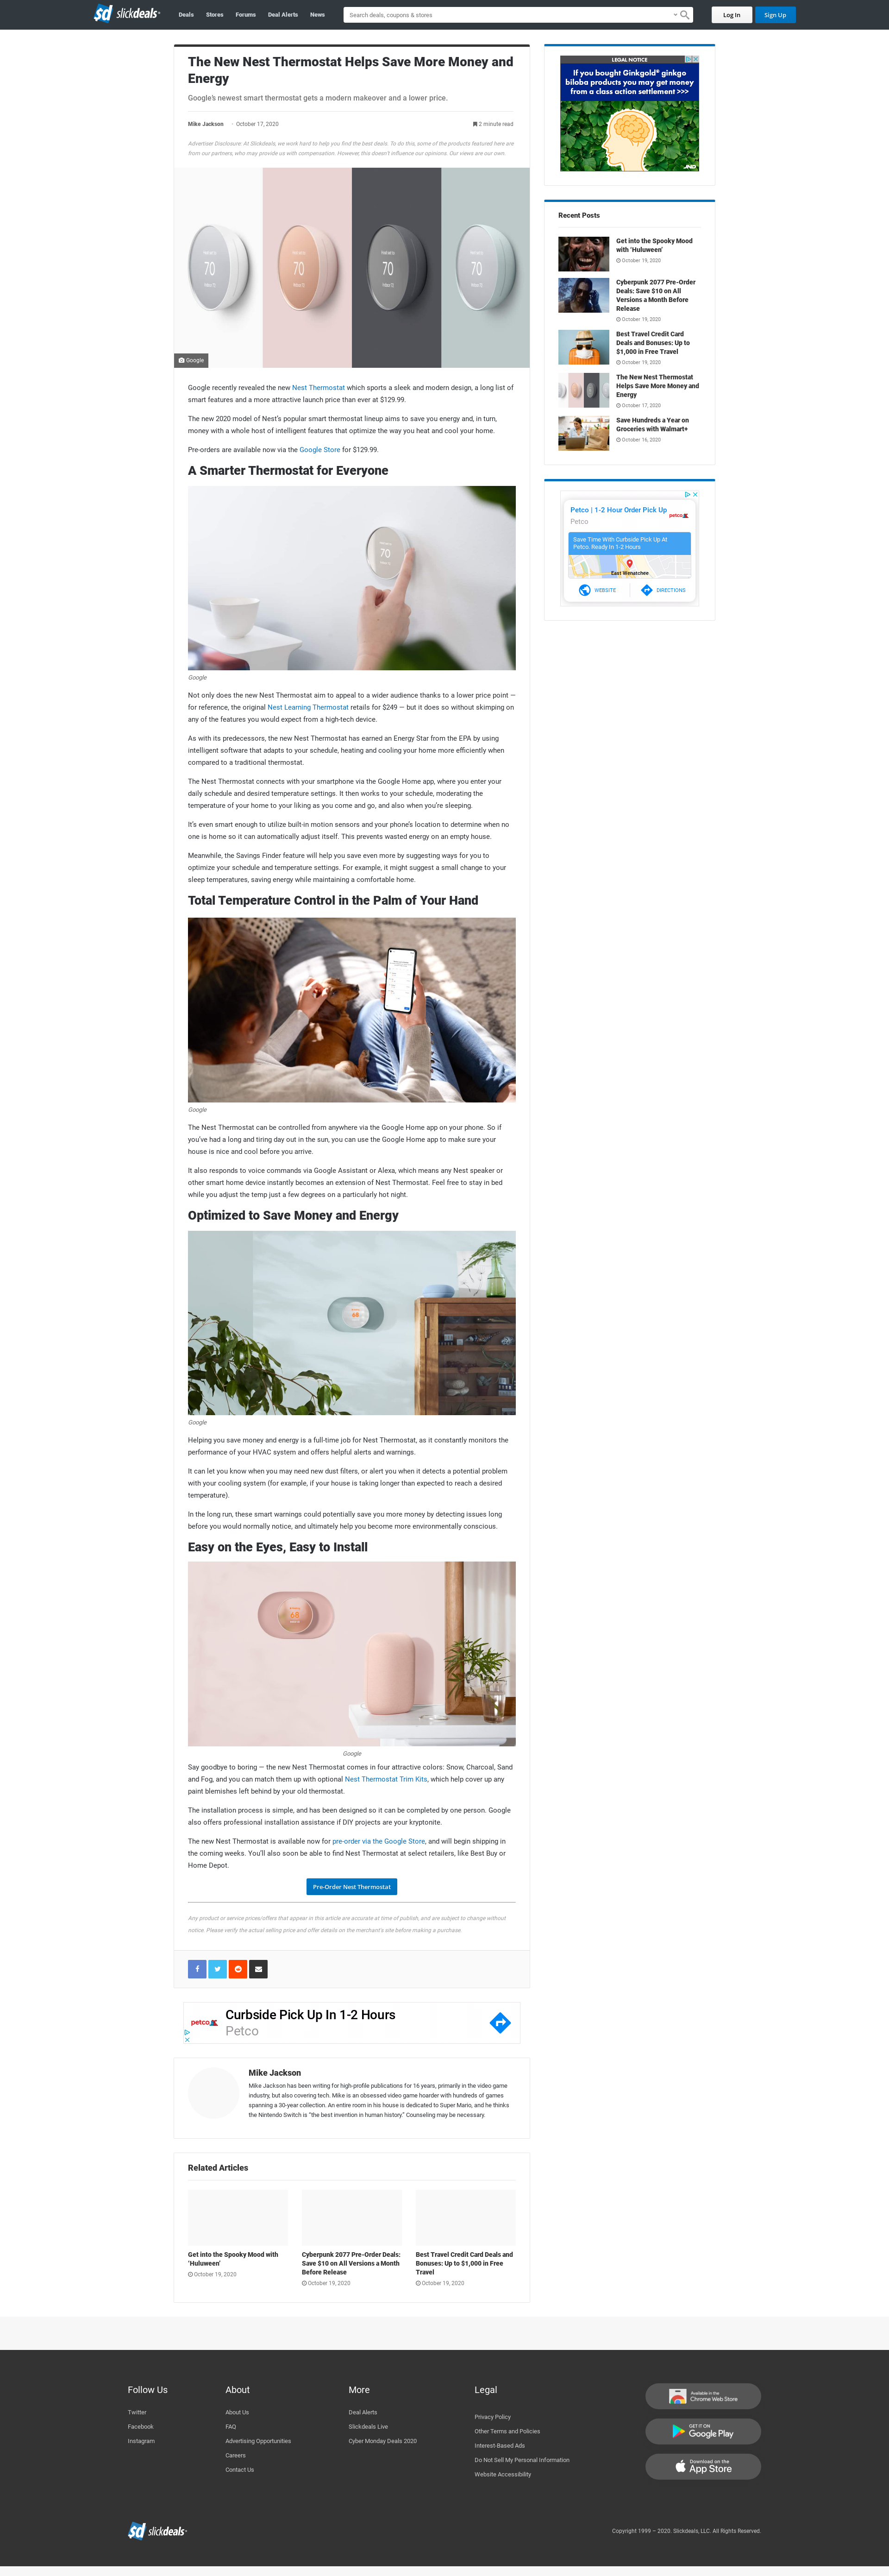 sd slickdeals
Deals Stores Forums Deal Alerts News
Search deals, coupons & stores
Log In Sign Up
The New Nest Thermostat Helps Save More Money and
Energy
Google's newest smart thermostat gets a modern makeover and a lower price.
Mike Jackson · October 17, 2020
2 minute read
Advertiser Disclosure: At Slickdeals, we work hard to help you find the best deals. To do this, some of the products featured here are
from our partners, who may provide us with compensation. However, this doesn't influence our opinions. Our views are our own.
70 70 70 70
Google
Google recently revealed the new Nest Thermostat which sports a sleek and modern design, a long list of
smart features and a more attractive launch price than ever at $129.99.
The new 2020 model of Nest's popular smart thermostat lineup aims to save you energy and, in turn,
money with a whole host of intelligent features that optimize the way you heat and cool your home.
Pre-orders are available now via the Google Store for $129.99.
A Smarter Thermostat for Everyone
70
Google
Not only does the new Nest Thermostat aim to appeal to a wider audience thanks to a lower price point —
for reference, the original Nest Learning Thermostat retails for $249 — but it does so without skimping on
any of the features you would expect from a high-tech device.
As with its predecessors, the new Nest Thermostat has earned an Energy Star from the EPA by using
intelligent software that adapts to your schedule, heating and cooling your home more efficiently when
compared to a traditional thermostat.
The Nest Thermostat connects with your smartphone via the Google Home app, where you enter your
daily schedule and desired temperature settings. It then works to your schedule, moderating the
temperature of your home to your liking as you come and go, and also when you're sleeping.
It's even smart enough to utilize built-in motion sensors and your phone's location to determine when no
one is home so it can automatically adjust itself. This prevents wasted energy on an empty house.
Meanwhile, the Savings Finder feature will help you save even more by suggesting ways for you to
optimize your schedule and temperature settings. For example, it might suggest a small change to your
sleep temperatures, saving energy while maintaining a comfortable home.
Total Temperature Control in the Palm of Your Hand
Google
The Nest Thermostat can be controlled from anywhere via the Google Home app on your phone. So if
you've had a long and tiring day out in the sun, you can use the Google Home app to make sure your
house is nice and cool before you arrive.
It also responds to voice commands via Google Assistant or Alexa, which means any Nest speaker or
other smart home device instantly becomes an extension of Nest Thermostat. Feel free to stay in bed
while you adjust the temp just a few degrees on a particularly hot night.
Optimized to Save Money and Energy
68
Google
Helping you save money and energy is a full-time job for Nest Thermostat, as it constantly monitors the
performance of your HVAC system and offers helpful alerts and warnings.
It can let you know when you may need new dust filters, or alert you when it detects a potential problem
with your cooling system (for example, if your house is taking longer than expected to reach a desired
temperature).
In the long run, these smart warnings could potentially save you more money by detecting issues long
before you would normally notice, and ultimately help you become more environmentally conscious.
Easy on the Eyes, Easy to Install
68
Google
Say goodbye to boring — the new Nest Thermostat comes in four attractive colors: Snow, Charcoal, Sand
and Fog, and you can match them up with optional Nest Thermostat Trim Kits, which help cover up any
paint blemishes left behind by your old thermostat.
The installation process is simple, and has been designed so it can be completed by one person. Google
also offers professional installation assistance if DIY projects are your kryptonite.
The new Nest Thermostat is available now for pre-order via the Google Store, and will begin shipping in
the coming weeks. You'll also soon be able to find Nest Thermostat at select retailers, like Best Buy or
Home Depot.
Pre-Order Nest Thermostat
Any product or service prices/offers that appear in this article are accurate at time of publish, and are subject to change without
notice. Please verify the actual selling price and offer details on the merchant's site before making a purchase.
petco
Curbside Pick Up In 1-2 Hours
Petco
Mike Jackson
Mike Jackson has been writing for high-profile publications for 16 years, primarily in the video game
industry, but also covering tech. Mike is an obsessed video game hoarder with hundreds of games
spanning a 30-year collection. An entire room in his house is dedicated to Super Mario, and he thinks
the Nintendo Switch is "the best invention in human history." Counseling may be necessary.
Related Articles
Get into the Spooky Mood with
'Huluween'
October 19, 2020
Cyberpunk 2077 Pre-Order Deals:
Save $10 on All Versions a Month
Before Release
October 19, 2020
Best Travel Credit Card Deals and
Bonuses: Up to $1,000 in Free
Travel
October 19, 2020
LEGAL NOTICE
If you bought Ginkgold® ginkgo
biloba products you may get money
from a class action settlement >>>
JND
Recent Posts
Get into the Spooky Mood
with 'Huluween'
October 19, 2020
Cyberpunk 2077 Pre-Order
Deals: Save $10 on All
Versions a Month Before
Release
October 19, 2020
Best Travel Credit Card
Deals and Bonuses: Up to
$1,000 in Free Travel
October 19, 2020
The New Nest Thermostat
Helps Save More Money and
Energy
October 17, 2020
Save Hundreds a Year on
Groceries with Walmart+
October 16, 2020
Petco | 1-2 Hour Order Pick Up
Petco
petco
Save Time With Curbside Pick Up At
Petco. Ready In 1-2 Hours
East Wenatchee
WEBSITE DIRECTIONS
Follow Us
Twitter
Facebook
Instagram
About
About Us
FAQ
Advertising Opportunities
Careers
Contact Us
More
Deal Alerts
Slickdeals Live
Cyber Monday Deals 2020
Legal
Privacy Policy
Other Terms and Policies
Interest-Based Ads
Do Not Sell My Personal Information
Website Accessibility
Available in the
Chrome Web Store
GET IT ON
Google Play
Download on the
App Store
sd slickdeals
Copyright 1999 – 2020. Slickdeals, LLC. All Rights Reserved.